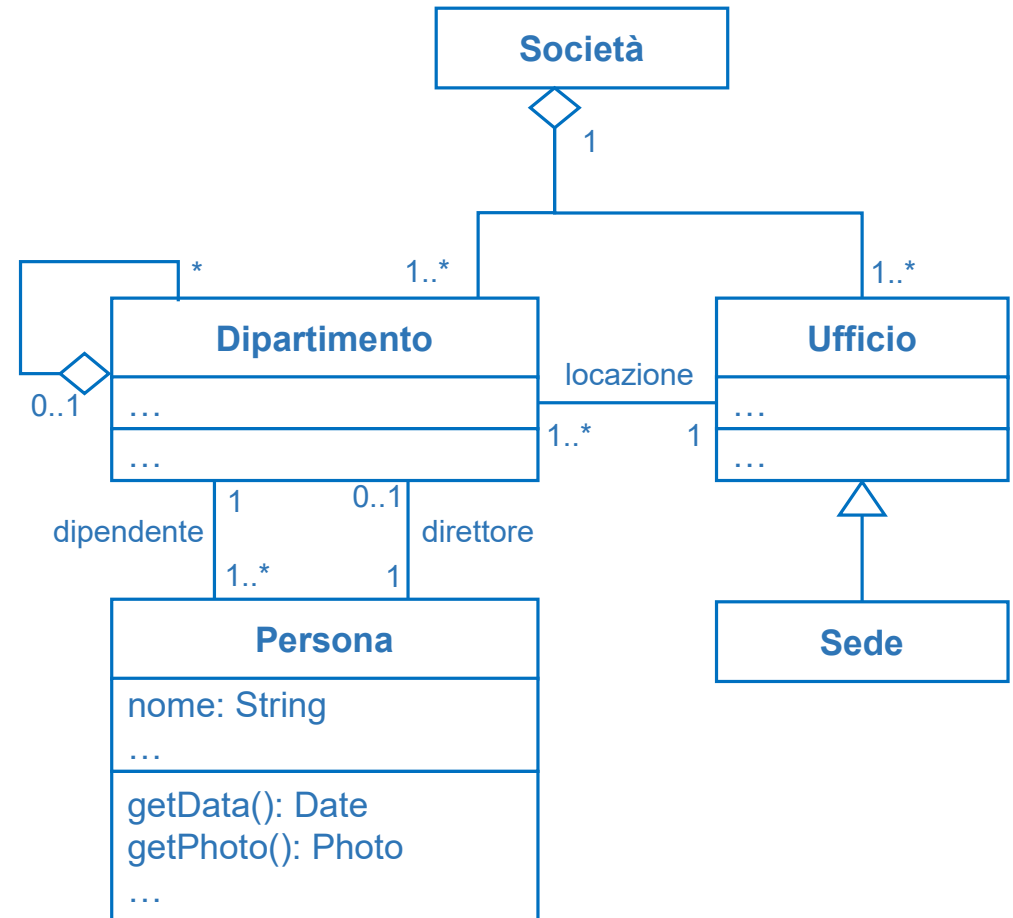 Società
1
*
1..*
1..*
Dipartimento
Ufficio
locazione
0..1
…
…
1..*
1
…
…
1
0..1
dipendente
direttore
1..*
1
Persona
Sede
nome: String
…
getData(): Date
getPhoto(): Photo
…